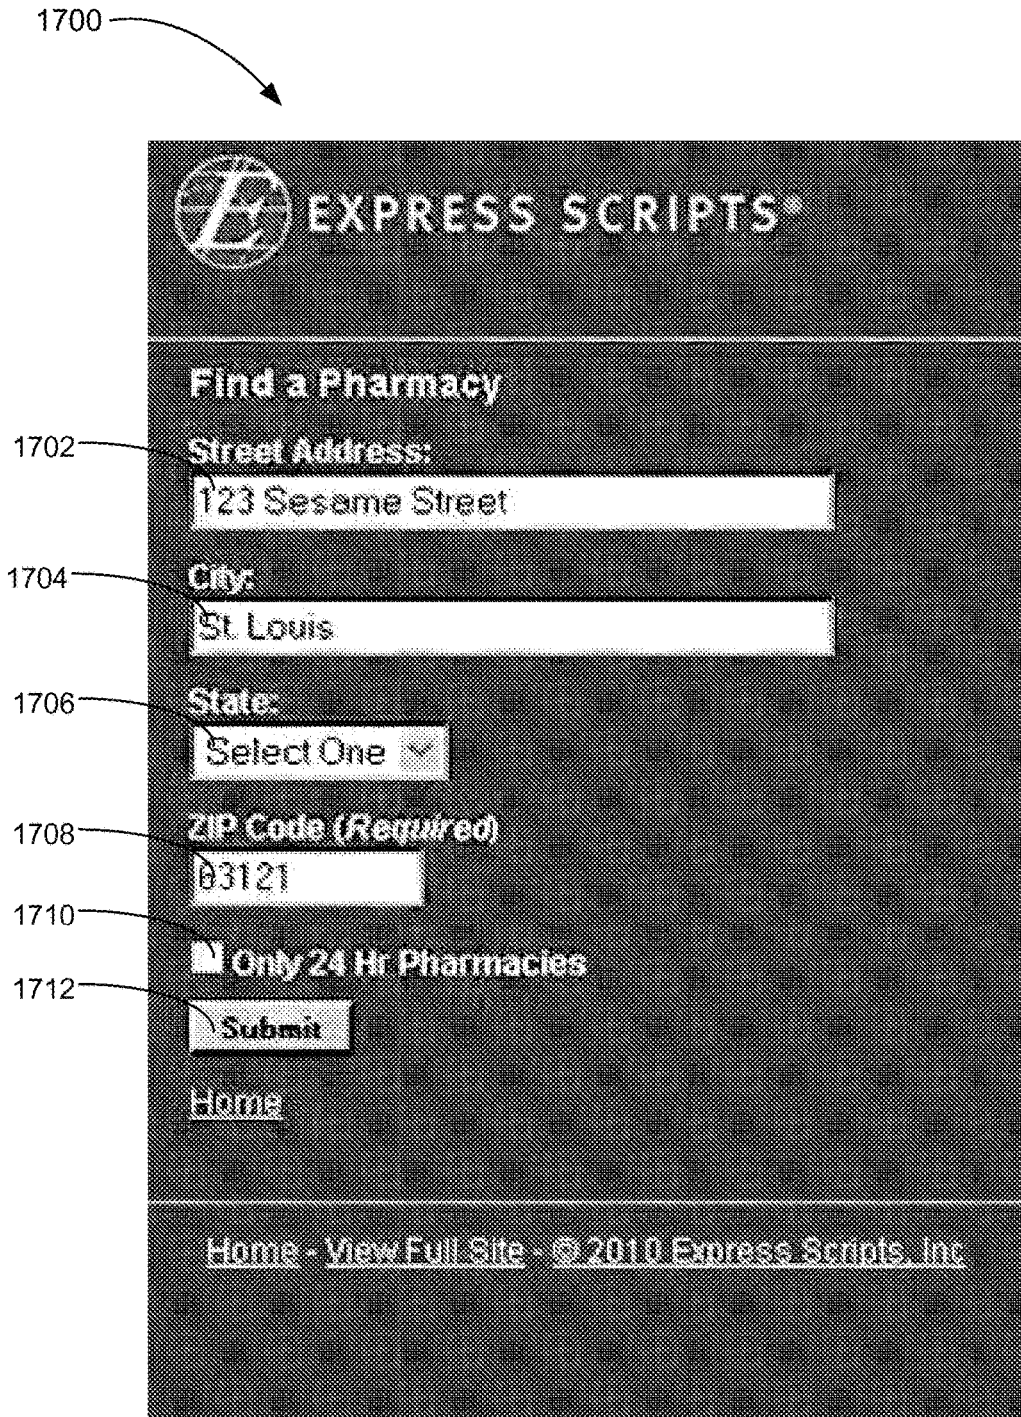 1700
EXPRESS SCRIPTS®
Find a Pharmacy
1702
Street Address:
123 Sesame Street
1704
City:
St. Louis
1706
State:
Select One
1708
ZIP Code (Required)
63121
1710
Only 24 Hr Pharmacies
1712
Submit
Home
Home - View Full Site - © 2010 Express Scripts, Inc